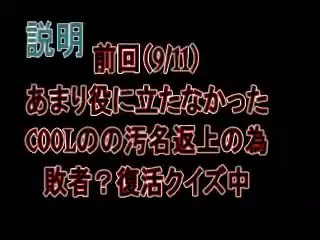 説明
前回(9/11)
あまり役に立たなかった
COOLのの汚名返上の為
敗者？復活クイズ中